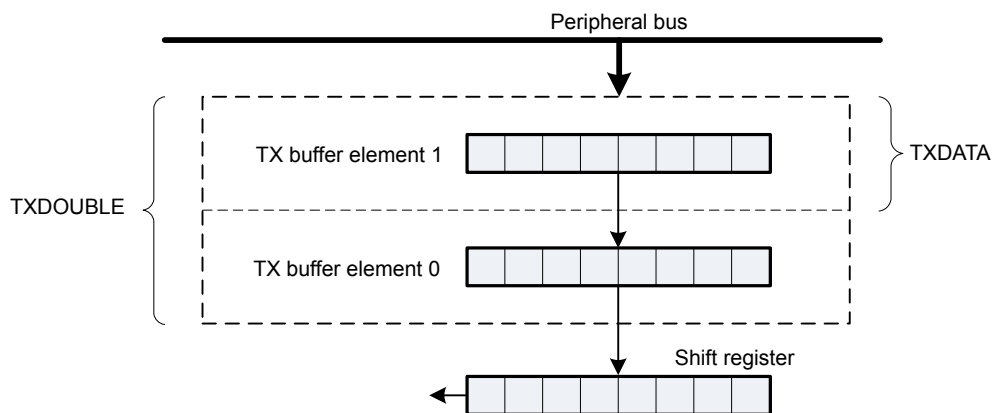 Peripheral bus
TX buffer element 1
TXDATA
TXDOUBLE
TX buffer element 0
Shift register